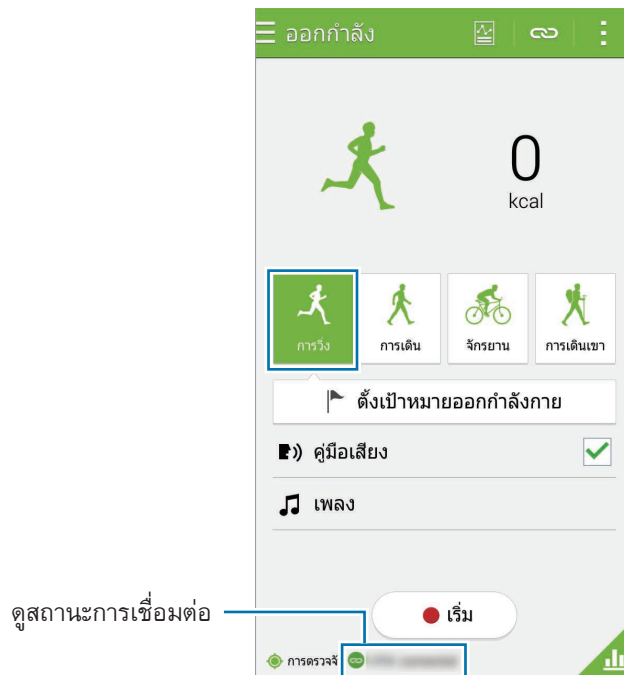 ออกกำลัง
0
kcal
การวิ่ง
การเดิน
จักรยาน
การเดินเขา
ตั้งเป้าหมายออกกำลังกาย
คู่มือเสียง
เพลง
ดูสถานะการเชื่อมต่อ
เริ่ม
การตรวจจั